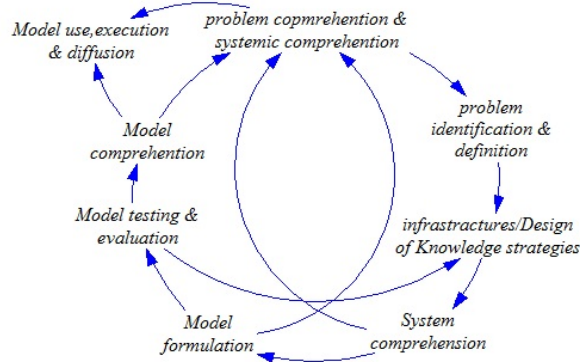 Model use,execution
& diffusion
problem copmrehention &
systemic comprehention
problem
identification &
definition
infrastractures/Design
of Knowledge strategies
System
comprehension
Model
formulation
Model testing &
evaluation
Model
comprehention